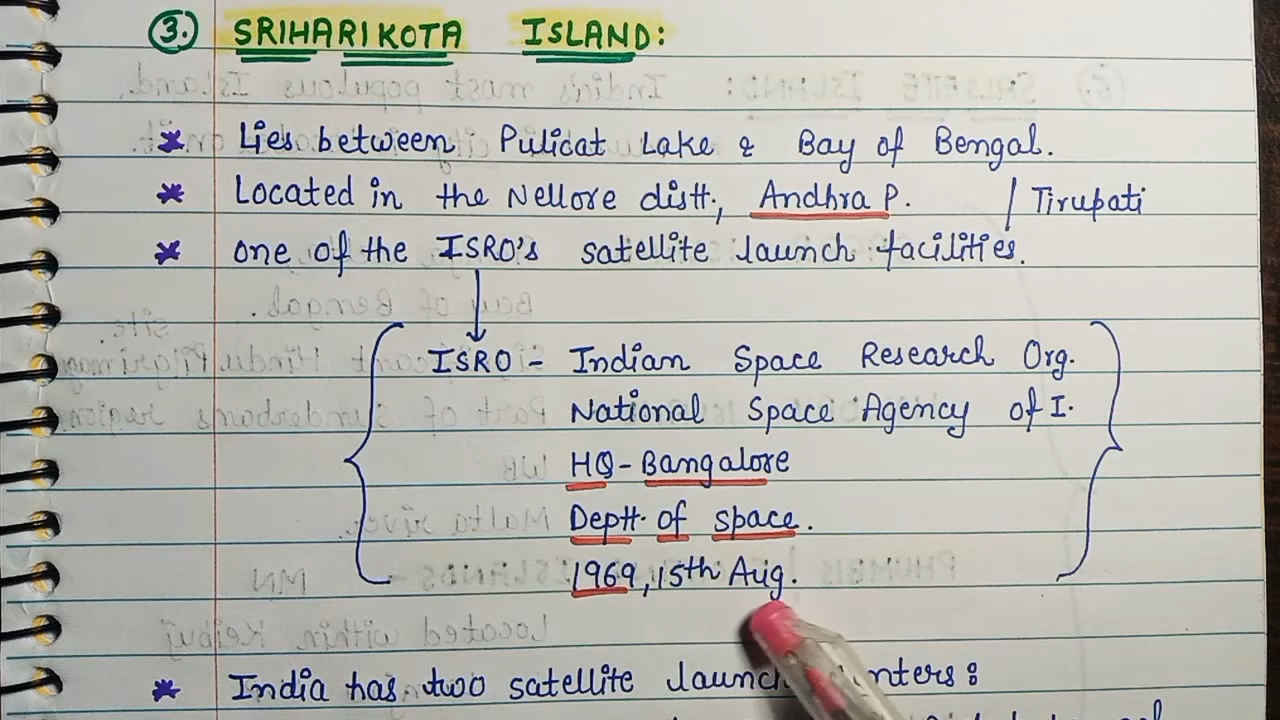 3. SRIHARIKOTA ISLAND:
* Lies between Pulicat Lake & Bay of Bengal.
* Located in the Nellore distt., Andhra P. / Tirupati
* one of the ISRO's satellite launch facilities.
ISRO - Indian Space Research Org.
National Space Agency of I.
HQ - Bangalore
Deptt. of space.
1969, 15th Aug.
* India has two satellite launch